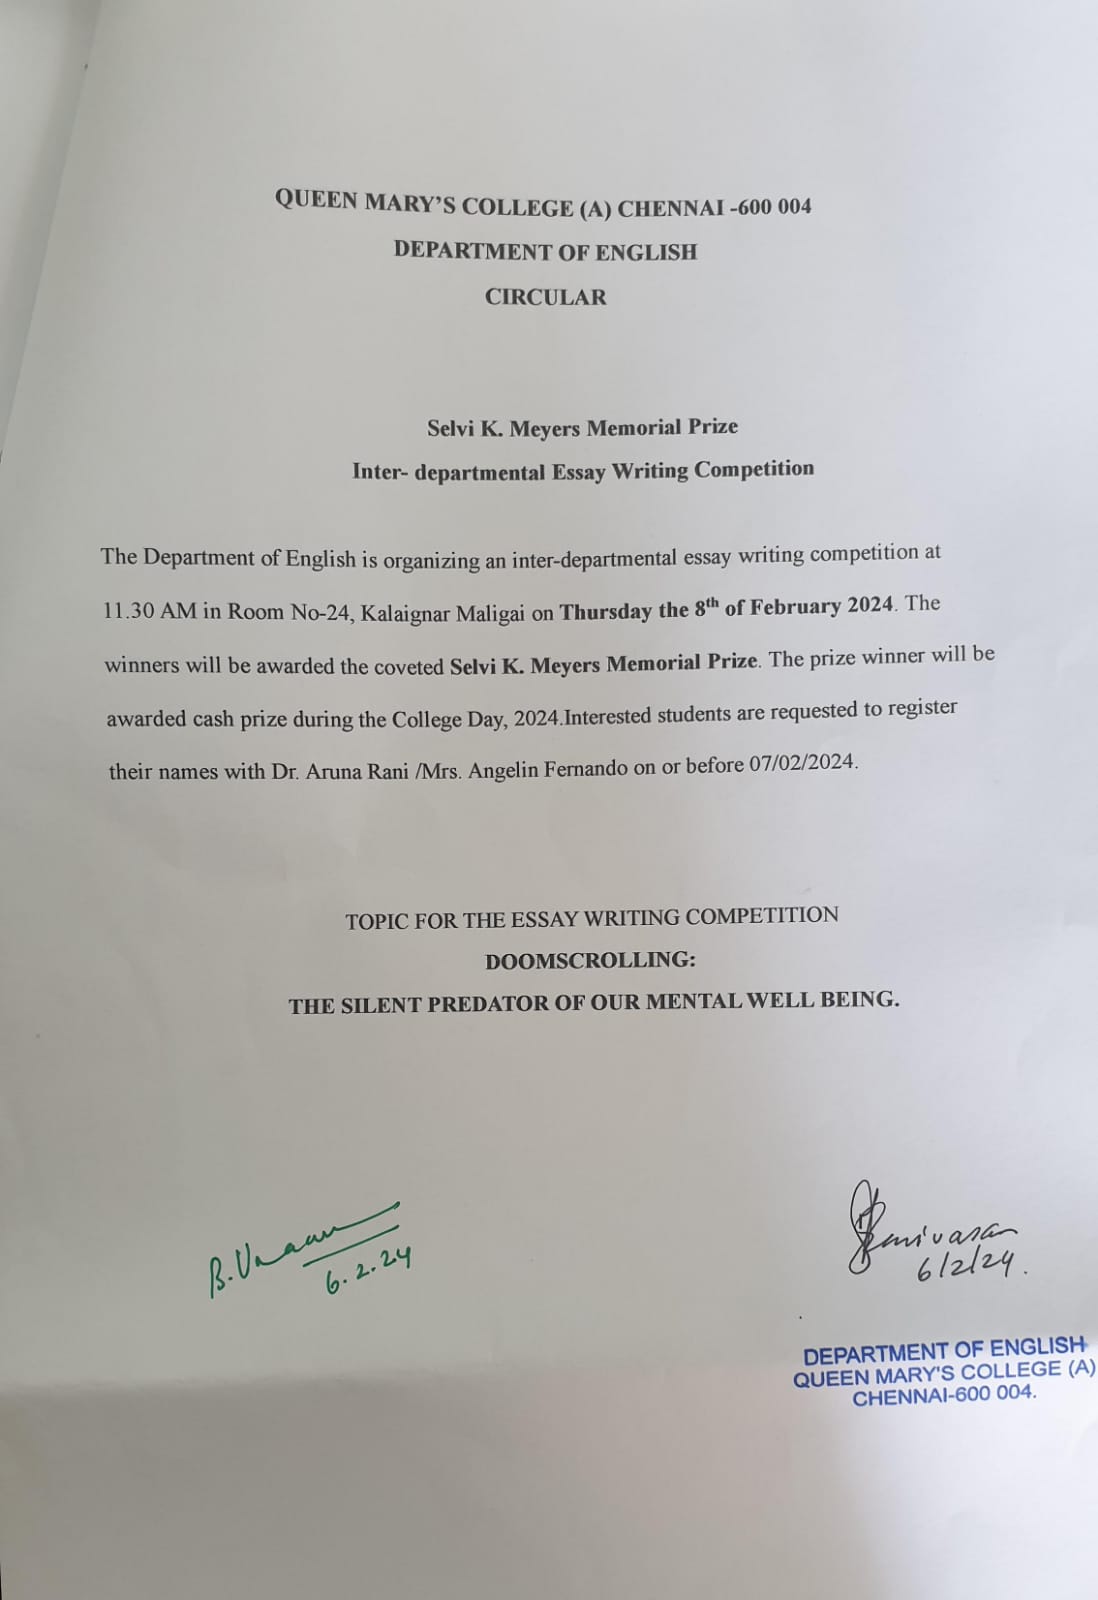 QUEEN MARY'S COLLEGE (A) CHENNAI -600 004
DEPARTMENT OF ENGLISH
CIRCULAR
Selvi K. Meyers Memorial Prize
Inter- departmental Essay Writing Competition
The Department of English is organizing an inter-departmental essay writing competition at
11.30 AM in Room No-24, Kalaignar Maligai on Thursday the 8th of February 2024. The
winners will be awarded the coveted Selvi K. Meyers Memorial Prize. The prize winner will be
awarded cash prize during the College Day, 2024.Interested students are requested to register
their names with Dr. Aruna Rani /Mrs. Angelin Fernando on or before 07/02/2024.
TOPIC FOR THE ESSAY WRITING COMPETITION
DOOMSCROLLING:
THE SILENT PREDATOR OF OUR MENTAL WELL BEING.
B.
6.2.24
6/2/24.
DEPARTMENT OF ENGLISH
QUEEN MARY'S COLLEGE (A)
CHENNAI-600 004.